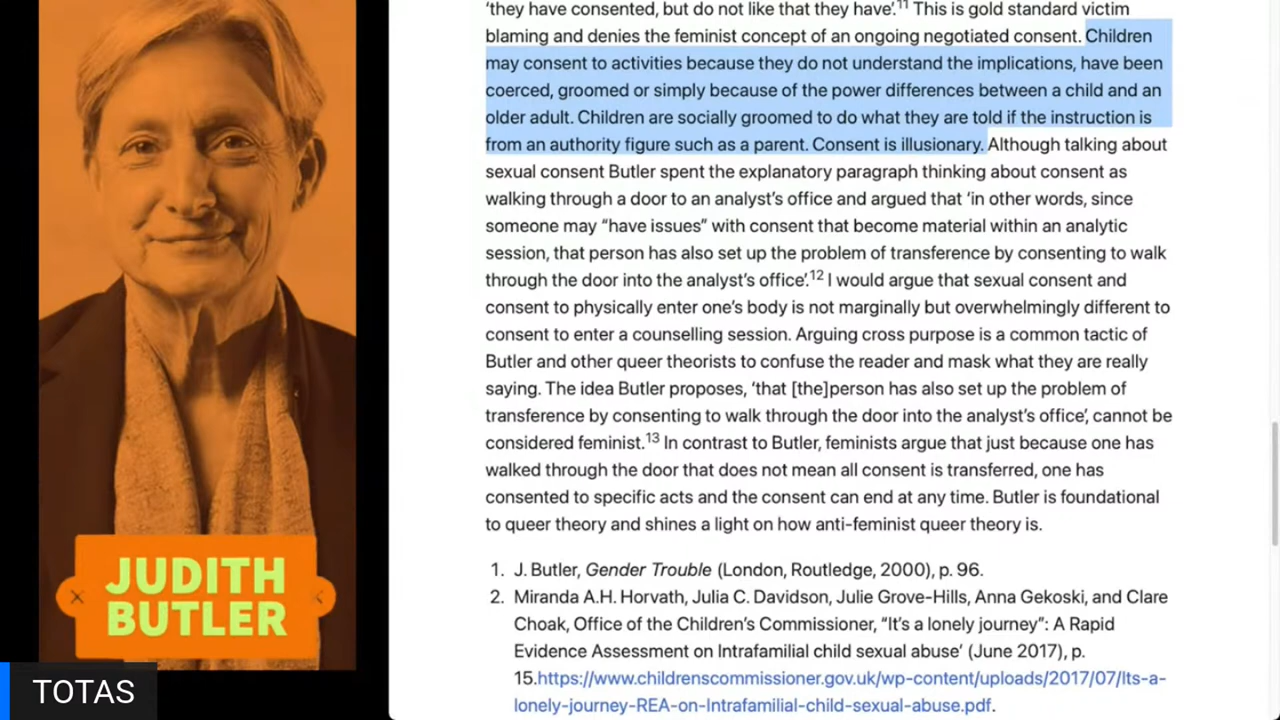 'they have consented, but do not like that they have'.11 This is gold standard victim
blaming and denies the feminist concept of an ongoing negotiated consent. Children
may consent to activities because they do not understand the implications, have been
coerced, groomed or simply because of the power differences between a child and an
older adult. Children are socially groomed to do what they are told if the instruction is
from an authority figure such as a parent. Consent is illusionary. Although talking about
sexual consent Butler spent the explanatory paragraph thinking about consent as
walking through a door to an analyst's office and argued that 'in other words, since
someone may "have issues" with consent that become material within an analytic
session, that person has also set up the problem of transference by consenting to walk
through the door into the analyst's office'.12 I would argue that sexual consent and
consent to physically enter one's body is not marginally but overwhelmingly different to
consent to enter a counselling session. Arguing cross purpose is a common tactic of
Butler and other queer theorists to confuse the reader and mask what they are really
saying. The idea Butler proposes, 'that [the]person has also set up the problem of
transference by consenting to walk through the door into the analyst's office', cannot be
considered feminist.13 In contrast to Butler, feminists argue that just because one has
walked through the door that does not mean all consent is transferred, one has
consented to specific acts and the consent can end at any time. Butler is foundational
to queer theory and shines a light on how anti-feminist queer theory is.
1. J. Butler, Gender Trouble (London, Routledge, 2000), p. 96.
2. Miranda A.H. Horvath, Julia C. Davidson, Julie Grove-Hills, Anna Gekoski, and Clare
Choak, Office of the Children's Commissioner, "It's a lonely journey": A Rapid
Evidence Assessment on Intrafamilial child sexual abuse' (June 2017), p.
15.https://www.childrenscommissioner.gov.uk/wp-content/uploads/2017/07/Its-a-
lonely-journey-REA-on-Intrafamilial-child-sexual-abuse.pdf.
JUDITH
BUTLER
TOTAS